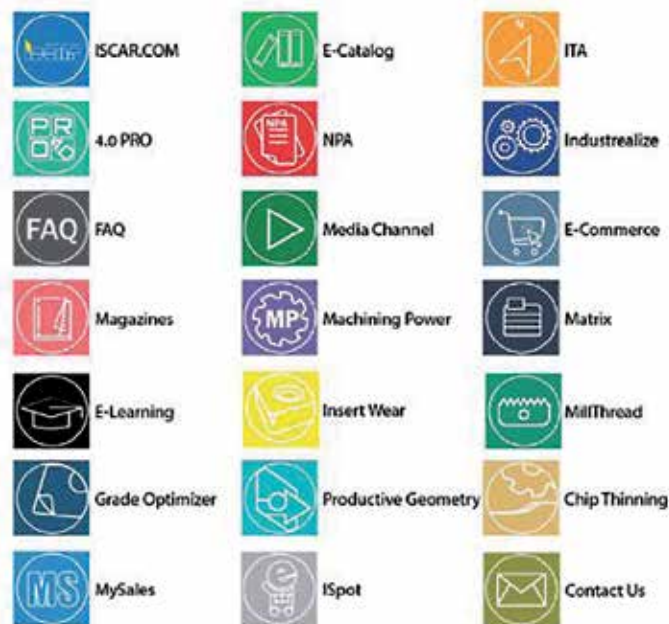 ISCAR.COM
E-Catalog
N
ITA
PR
4.0 PRO
NPA
NPA
Industrealize
FAQ
FAQ
Media Channel
E-Commerce
Magazines
MP
Machining Power
Matrix
E-Learning
Insert Wear
MillThread
Grade Optimizer
Productive Geometry
Chip Thinning
MS
MySales
e
ISpot
Contact Us